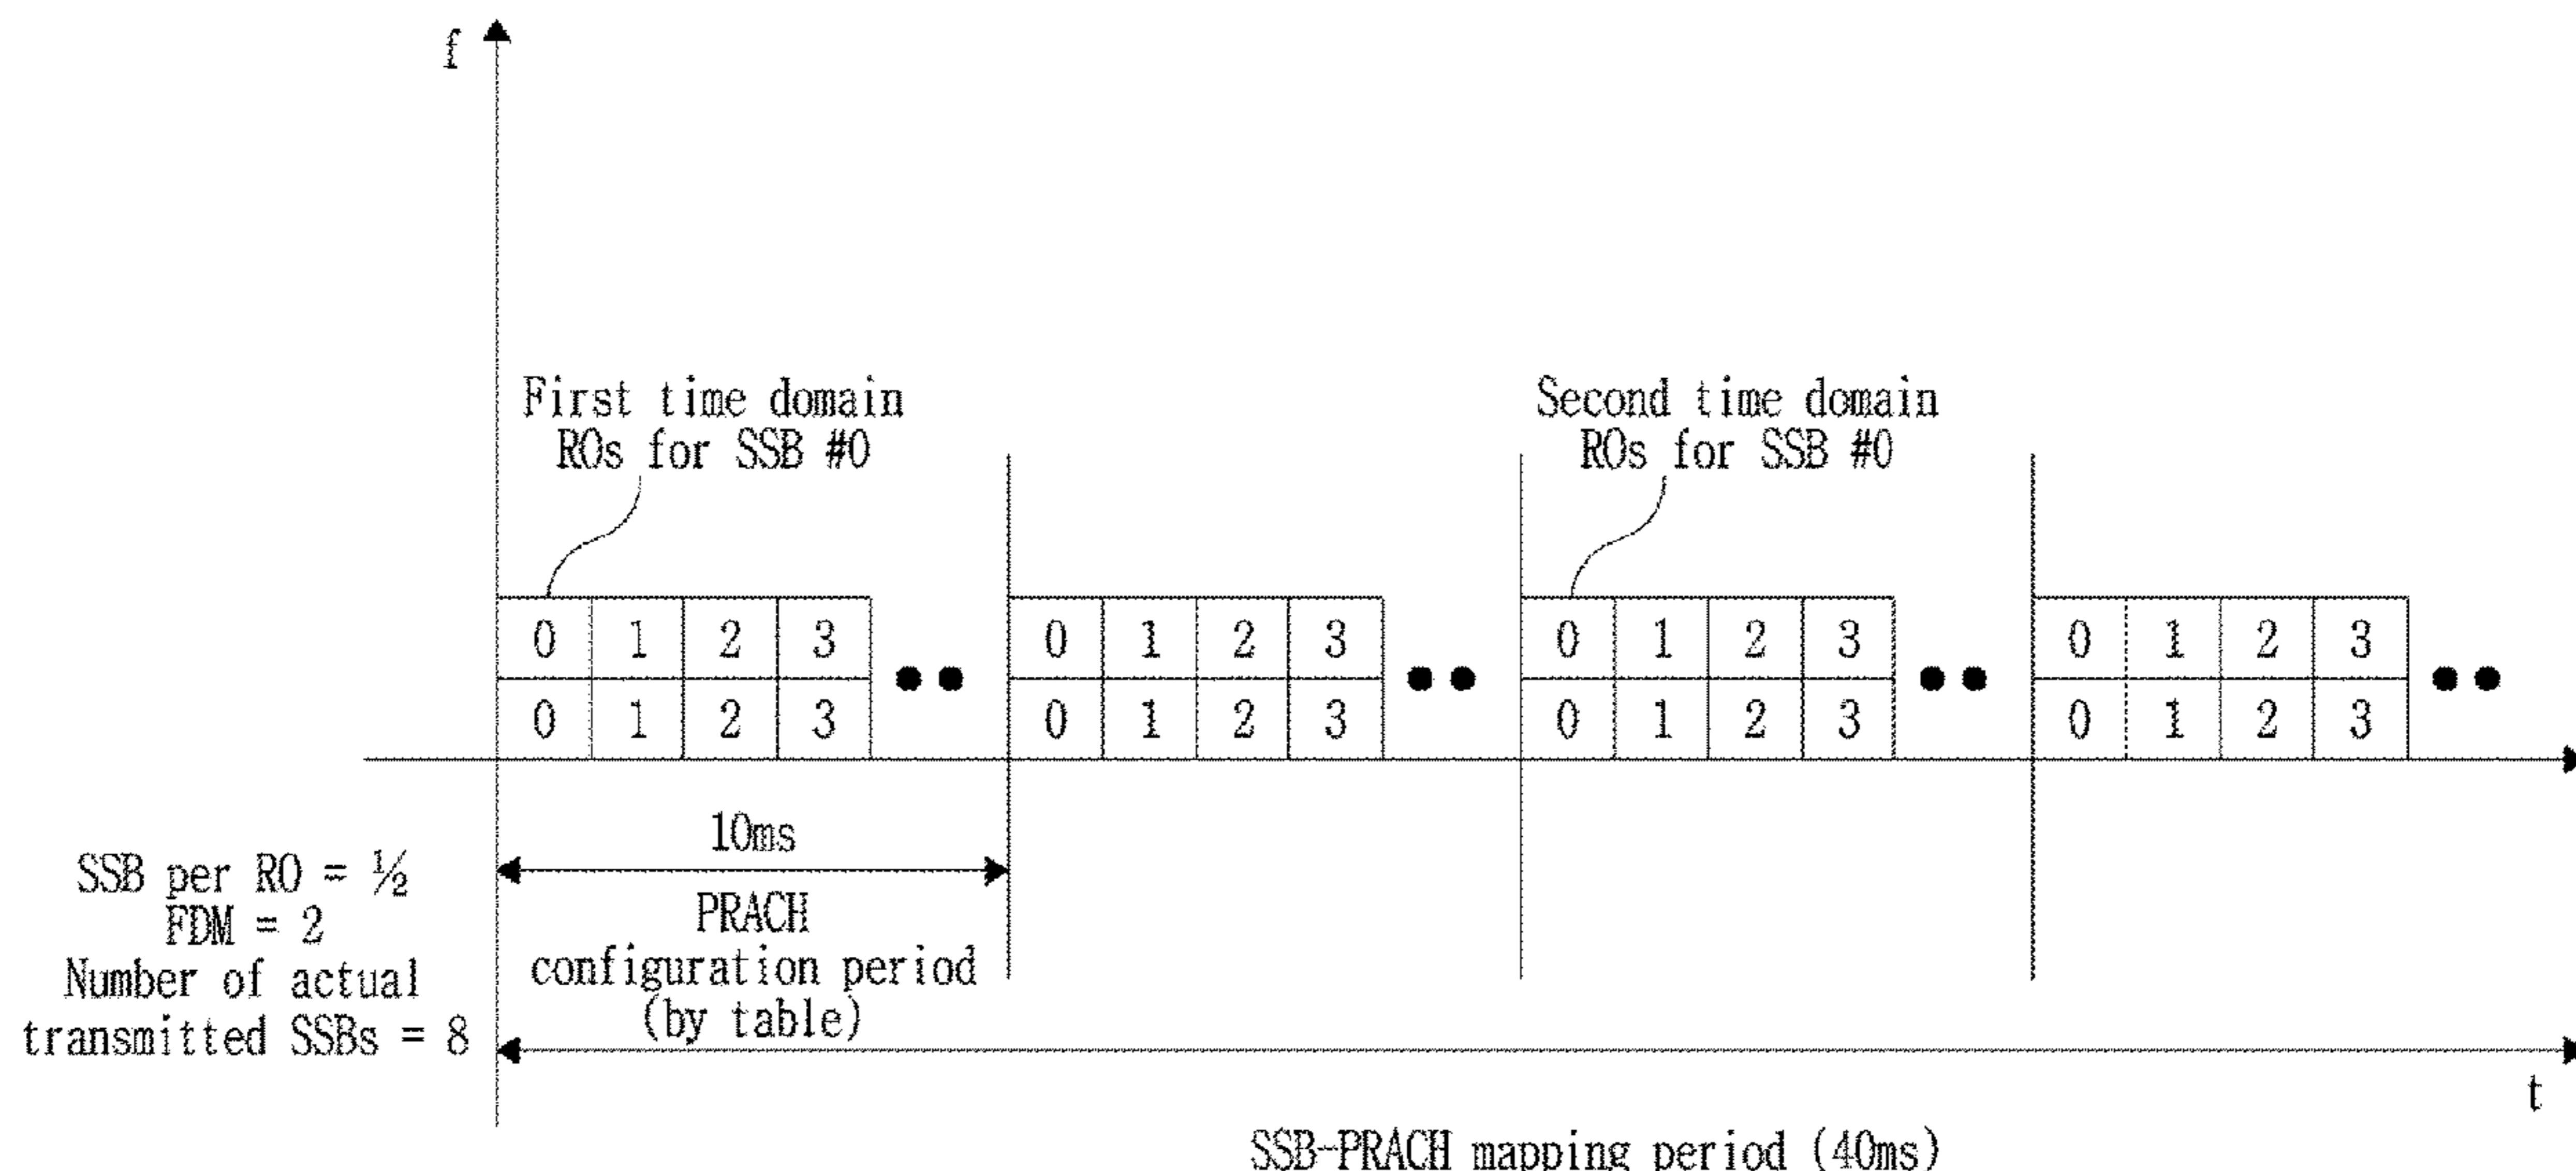 f
First time domain
ROs for SSB #0
Second time domain
ROs for SSB #0
0 1 2 3 0 1 2 3 0 1 2 3 0 1 2 3
0 1 2 3 0 1 2 3 0 1 2 3 0 1 2 3
10ms
PRACH
configuration period
(by table)
SSB per RO = ½
FDM = 2
Number of actual
transmitted SSBs = 8
t
SSB-PRACH mapping period (40ms)